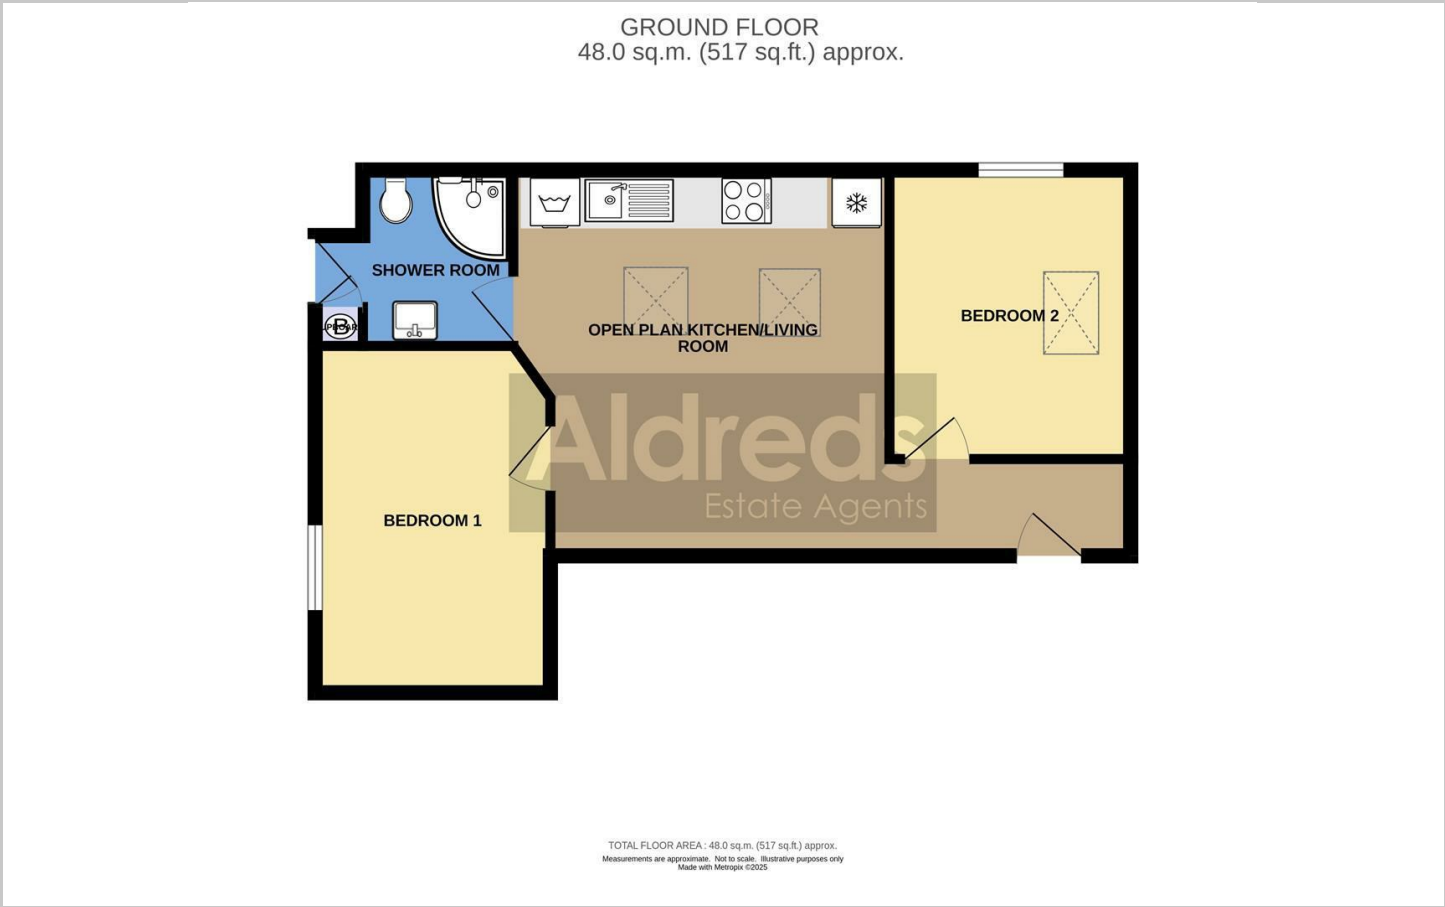 GROUND FLOOR
48.0 sq.m. (517 sq.ft.) approx.
SHOWER ROOM
B
OPEN PLAN KITCHEN/LIVING
ROOM
BEDROOM 2
Aldreds
Estate Agents
BEDROOM 1
TOTAL FLOOR AREA : 48.0 sq.m. (517 sq.ft.) approx.
Measurements are approximate. Not to scale. Illustrative purposes only
Made with Metropix ©2025